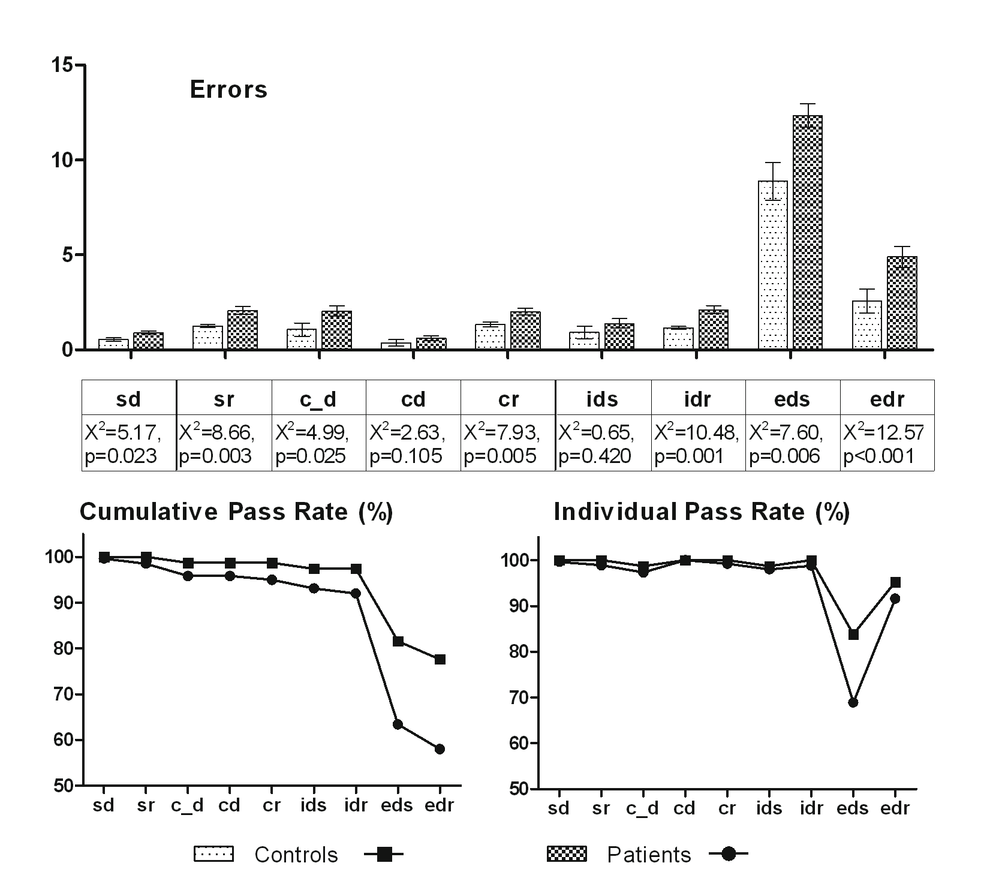 Errors
15
10
5
0
sd sr c_d cd cr ids idr eds edr
X²=5.17, X²=8.66, X²=4.99, X²=2.63, X²=7.93, X²=0.65, X²=10.48, X²=7.60, X²=12.57
p=0.023 p=0.003 p=0.025 p=0.105 p=0.005 p=0.420 p=0.001 p=0.006 p<0.001
Cumulative Pass Rate (%)
100
90
80
70
60
50
sd sr c_d cd cr ids idr eds edr
Individual Pass Rate (%)
100
90
80
70
60
50
sd sr c_d cd cr ids idr eds edr
Controls Patients